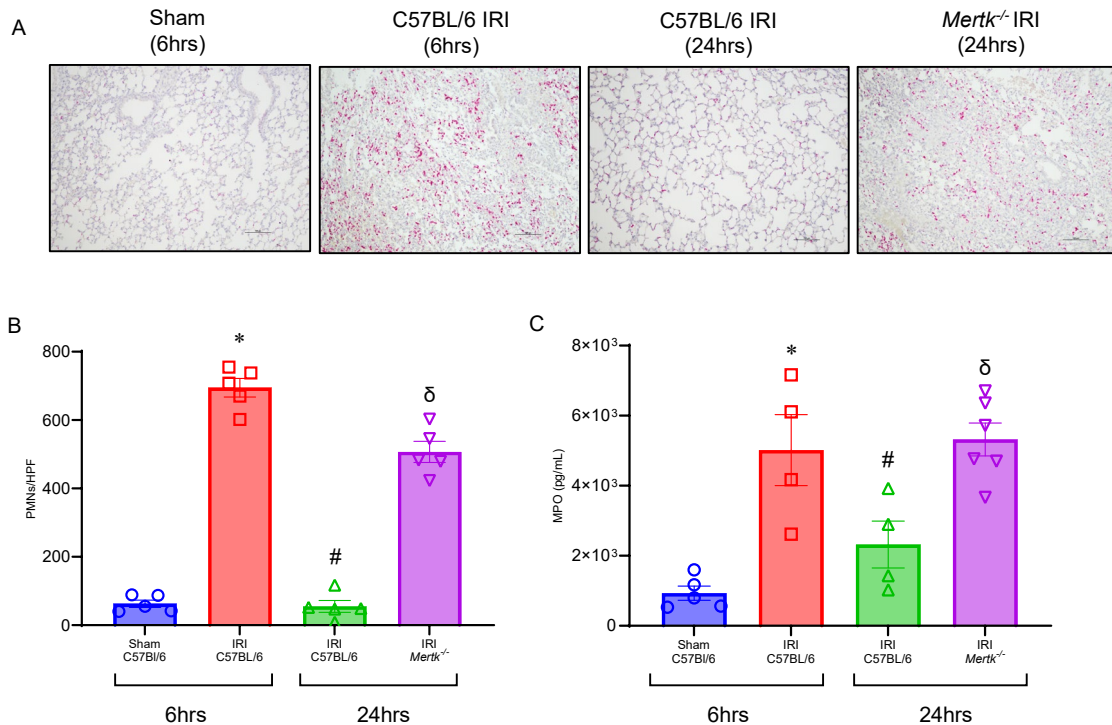 A
Sham
(6hrs)
C57BL/6 IRI
(6hrs)
C57BL/6 IRI
(24hrs)
Mertk-/- IRI
(24hrs)
B
PMNs/HPF
800
600
400
200
0
*
#
δ
Sham
C57Bl/6
IRI
C57BL/6
IRI
C57BL/6
IRI
Mertk-/-
6hrs
24hrs
C
MPO (pg/mL)
8×10³
6×10³
4×10³
2×10³
0
*
#
δ
Sham
C57Bl/6
IRI
C57BL/6
IRI
C57BL/6
IRI
Mertk-/-
6hrs
24hrs